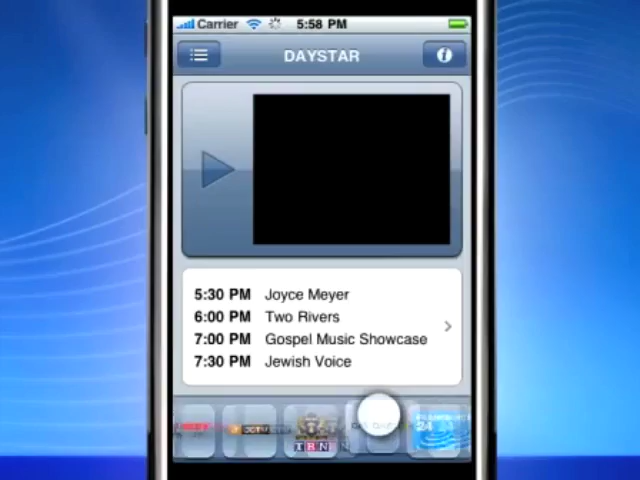 Carrier 5:58 PM
DAYSTAR
5:30 PM Joyce Meyer
6:00 PM Two Rivers
7:00 PM Gospel Music Showcase
7:30 PM Jewish Voice
TBN
24